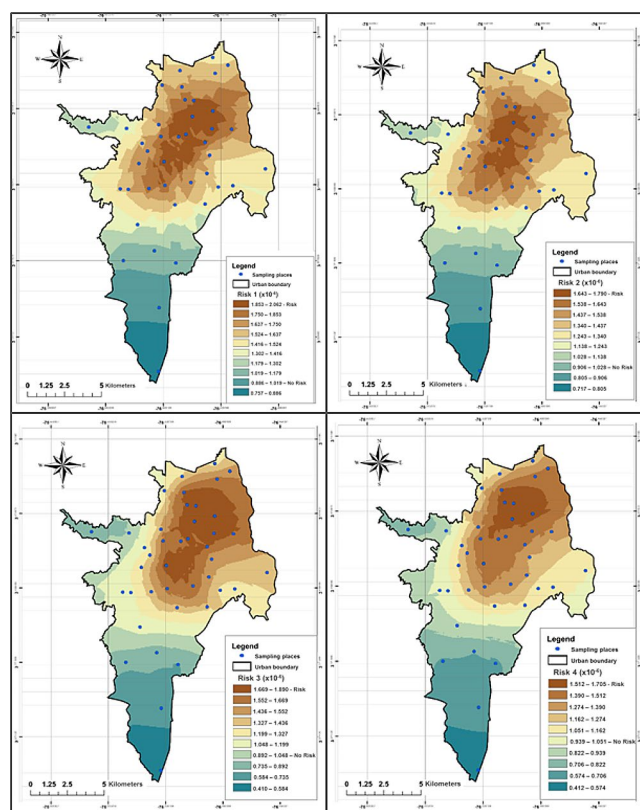 N
W
E
S
Legend
Sampling places
Urban boundary
Risk 1 (x10⁻⁶)
1.853 – 2.062 - Risk
1.750 – 1.853
1.637 – 1.750
1.524 – 1.637
1.416 – 1.524
1.302 – 1.416
1.179 – 1.302
1.019 – 1.179
0.886 – 1.019 – No Risk
0.757 – 0.886
0 1.25 2.5 5 Kilometers
N
W
E
S
Legend
Sampling places
Urban boundary
Risk 2 (x10⁻⁶)
1.643 – 1.790 - Risk
1.538 – 1.643
1.437 – 1.538
1.340 – 1.437
1.243 – 1.340
1.138 – 1.243
1.028 – 1.138
0.906 – 1.028 – No Risk
0.805 – 0.906
0.717 – 0.805
0 1.25 2.5 5 Kilometers
N
W
E
S
Legend
Sampling places
Urban boundary
Risk 3 (x10⁻⁶)
1.669 – 1.890 - Risk
1.552 – 1.669
1.436 – 1.552
1.327 – 1.436
1.199 – 1.327
1.048 – 1.199
0.892 – 1.048 – No Risk
0.735 – 0.892
0.584 – 0.735
0.410 – 0.584
0 1.25 2.5 5 Kilometers
N
W
E
S
Legend
Sampling places
Urban boundary
Risk 4 (x10⁻⁶)
1.512 – 1.705 - Risk
1.390 – 1.512
1.274 – 1.390
1.162 – 1.274
1.051 – 1.162
0.939 – 1.051 – No Risk
0.822 – 0.939
0.706 – 0.822
0.574 – 0.706
0.412 – 0.574
0 1.25 2.5 5 Kilometers